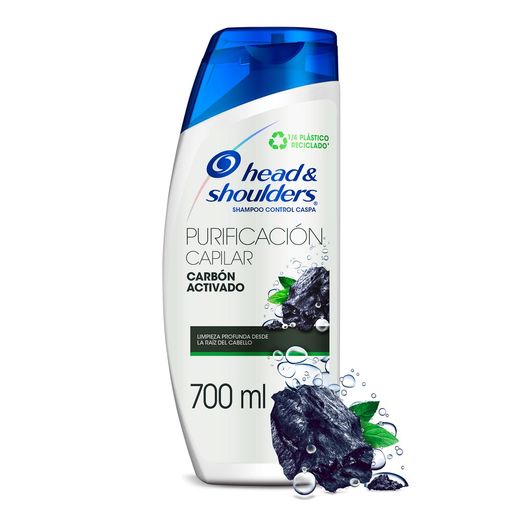 1/4 PLÁSTICO
RECICLADO*
head &
shoulders®
SHAMPOO CONTROL CASPA
PURIFICACIÓN
CAPILAR
CARBÓN
ACTIVADO
LIMPIEZA PROFUNDA DESDE
LA RAÍZ DEL CABELLO
700 ml